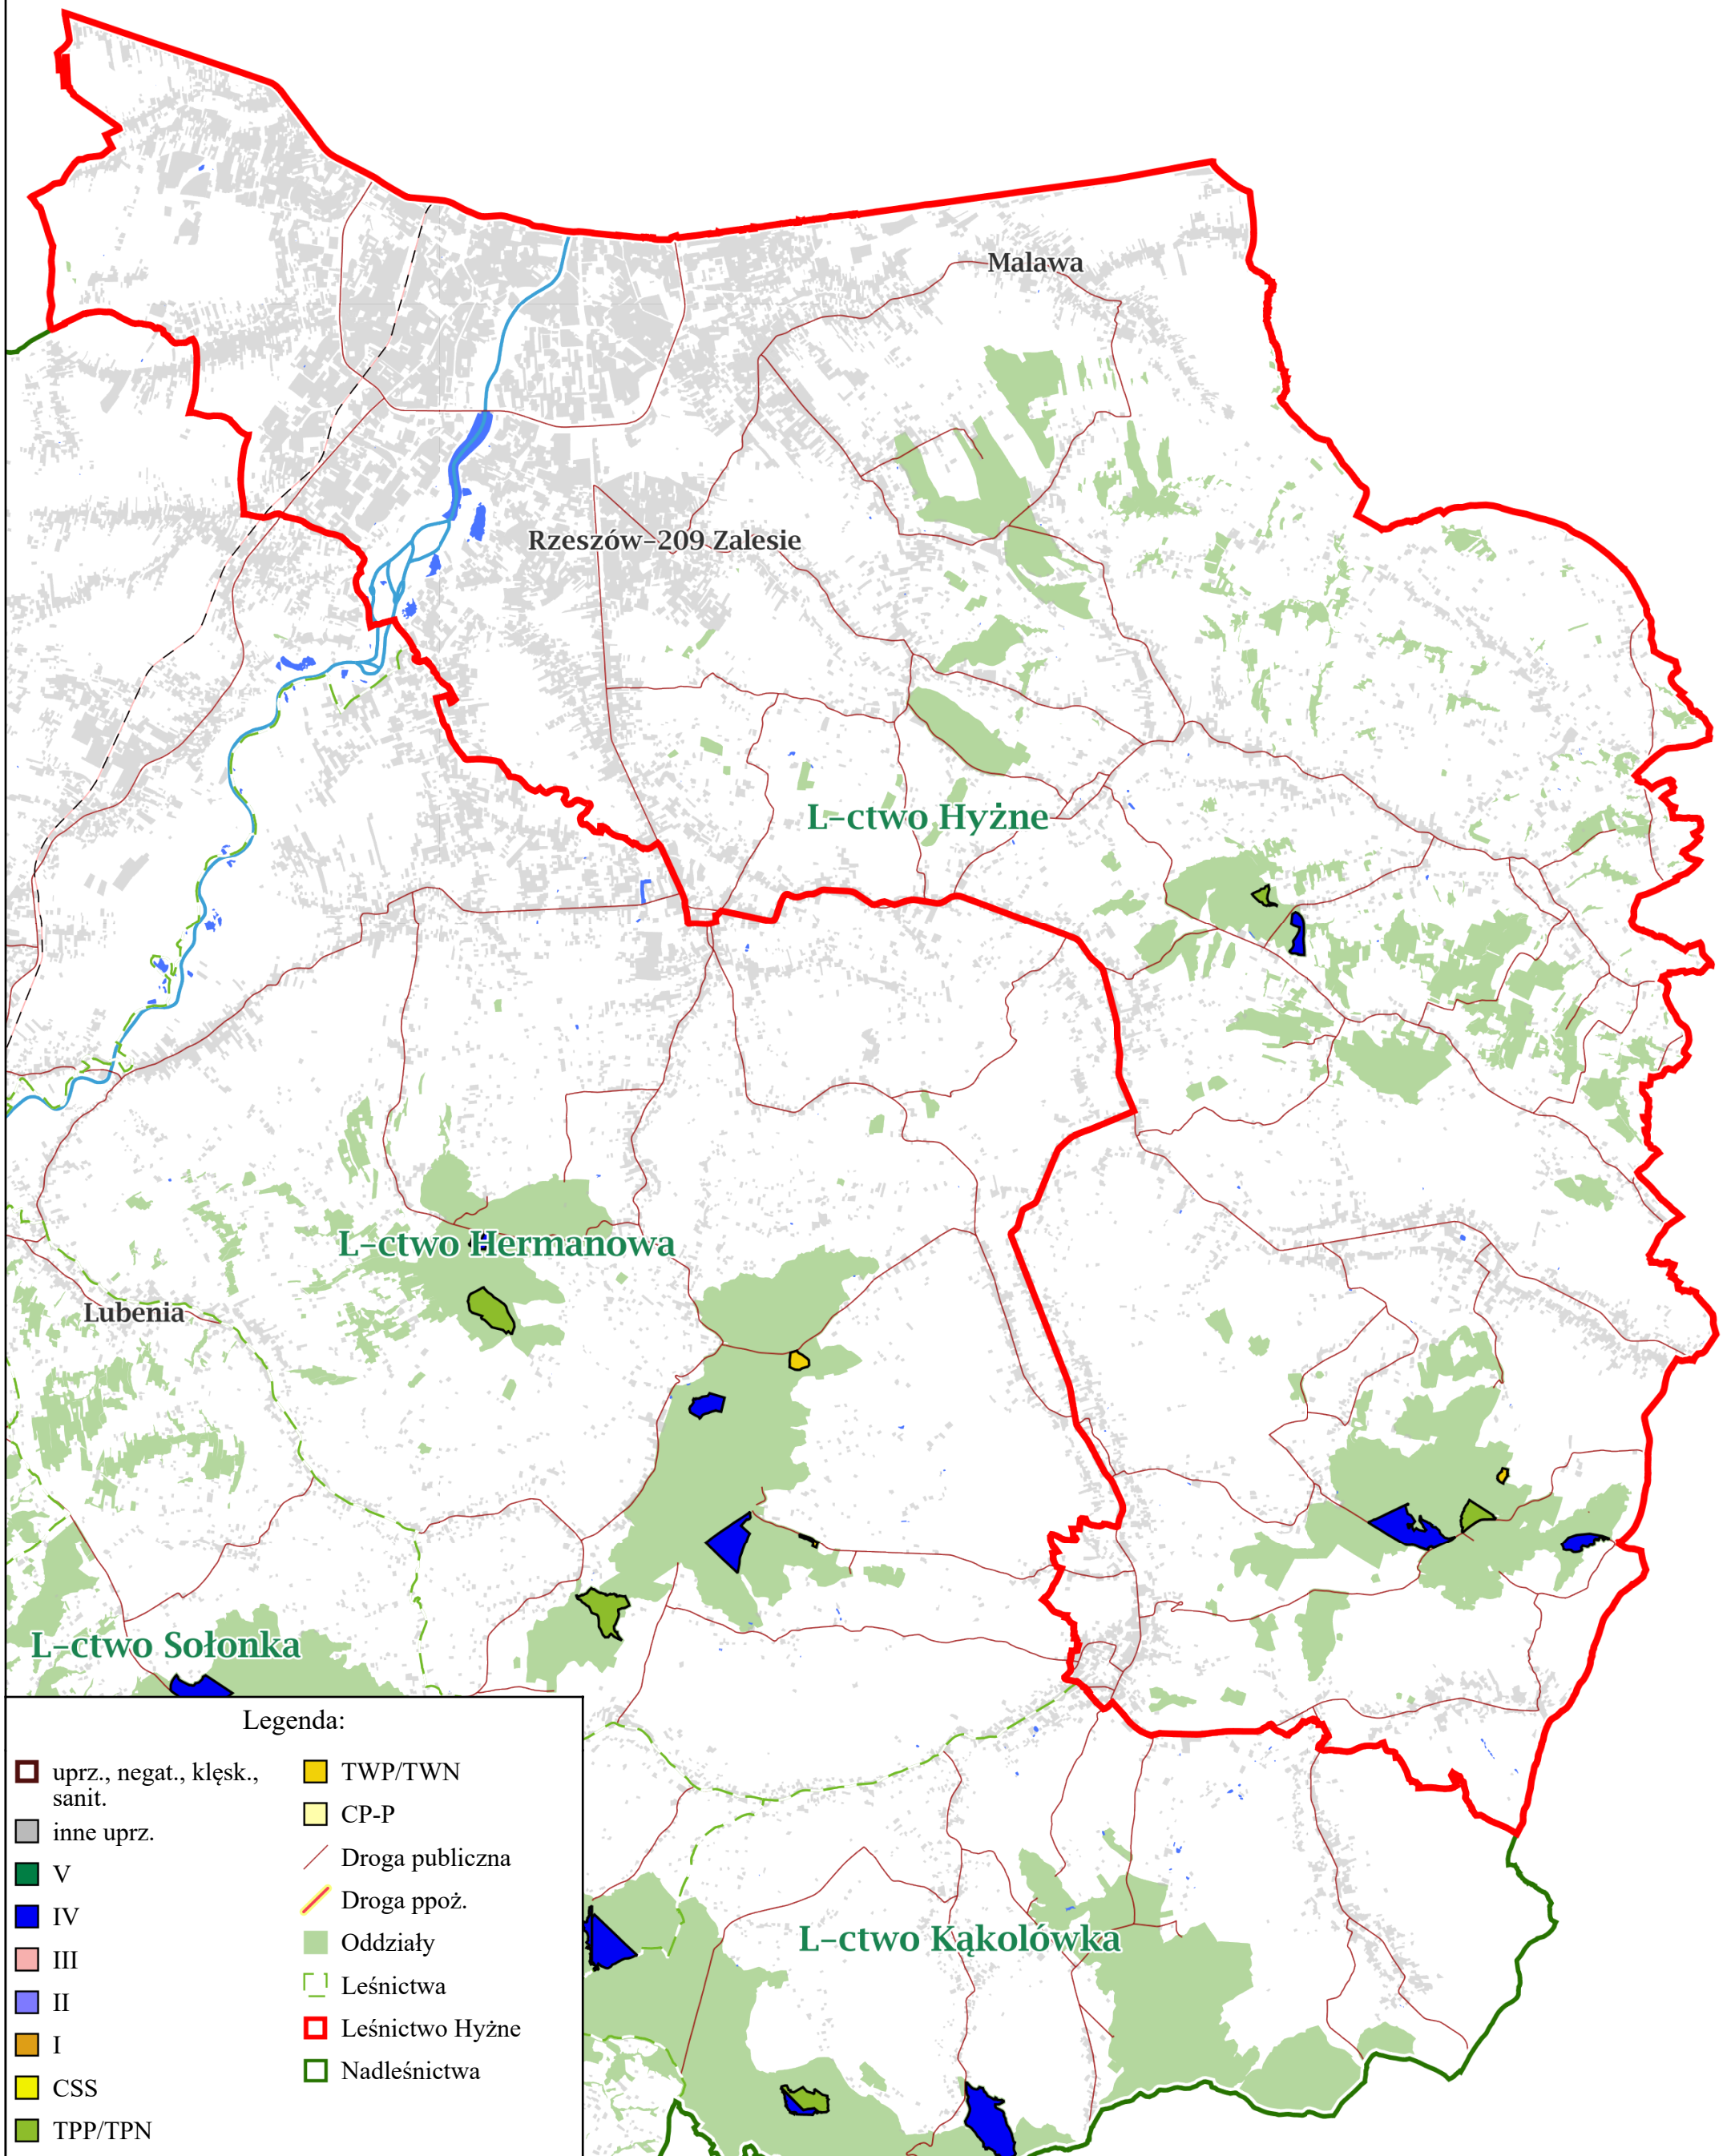 Malawa
Rzeszów–209 Zalesie
L–ctwo Hyżne
L–ctwo Hermanowa
Lubenia
L–ctwo Sołonka
L–ctwo Kąkolówka
Legenda:
uprz., negat., klęsk.,
sanit.
inne uprz.
V
IV
III
II
I
CSS
TPP/TPN
TWP/TWN
CP-P
Droga publiczna
Droga ppoż.
Oddziały
Leśnictwa
Leśnictwo Hyżne
Nadleśnictwa